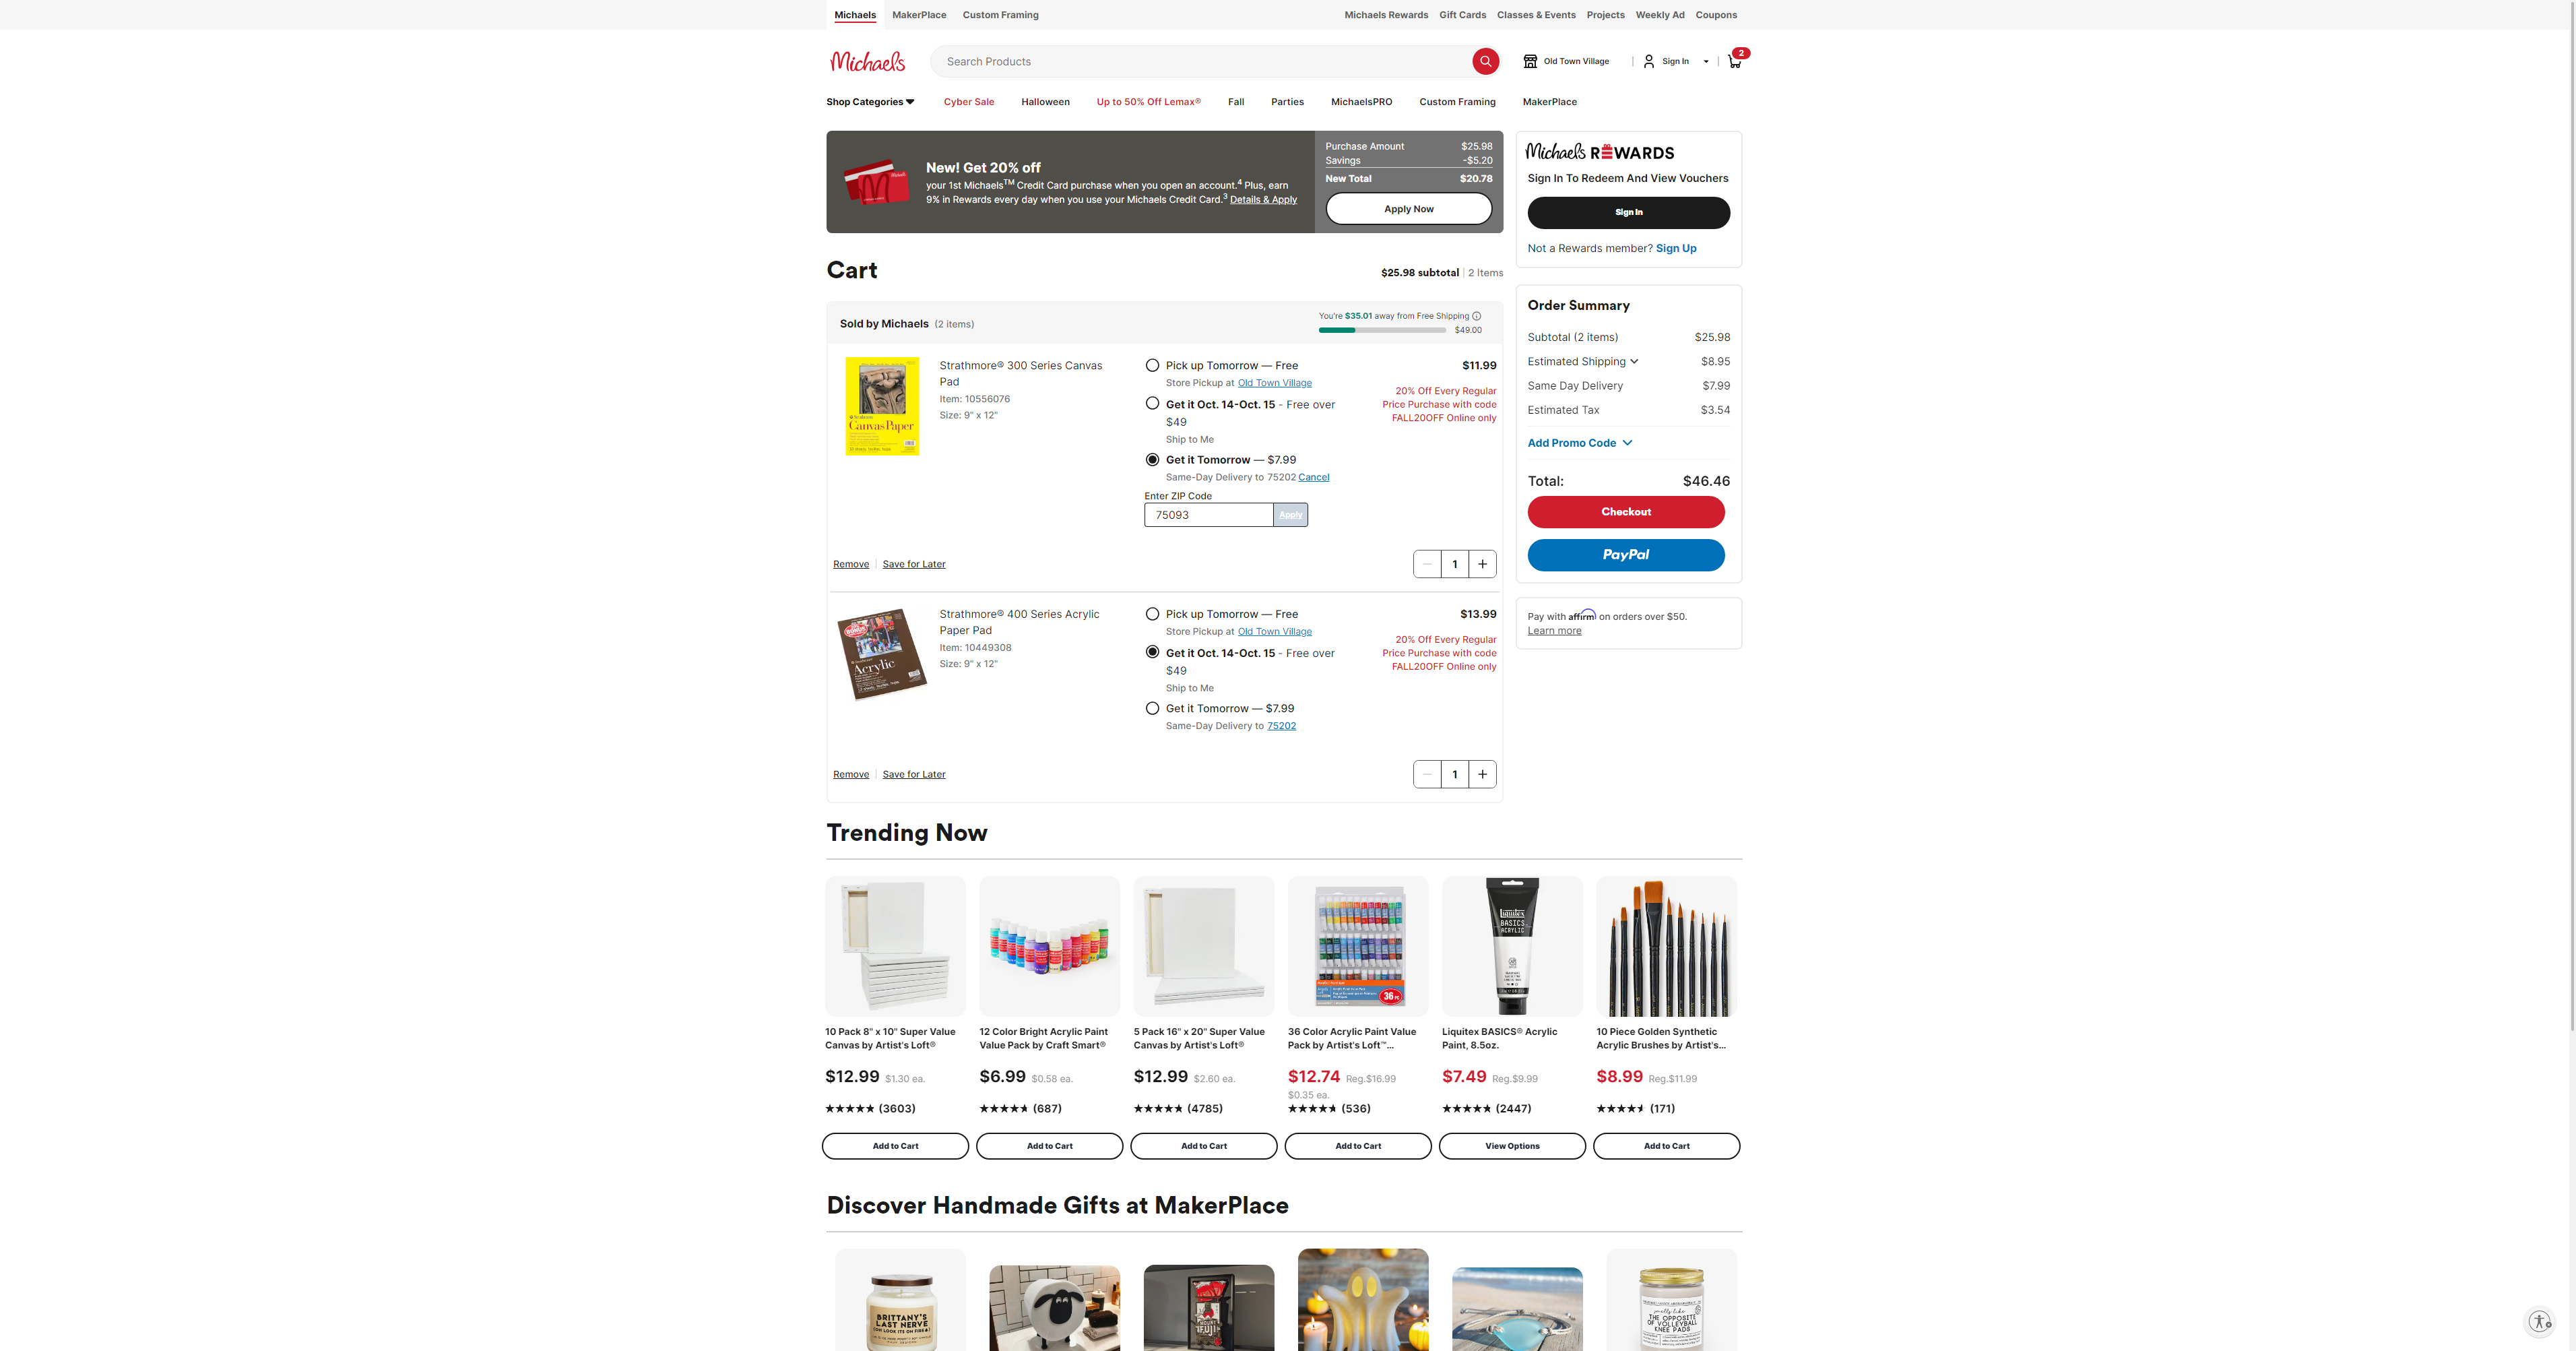 Michaels MakerPlace Custom Framing Michaels Rewards Gift Cards Classes & Events Projects Weekly Ad Coupons
Michaels Search Products Old Town Village | Sign In | 2
Shop Categories Cyber Sale Halloween Up to 50% Off Lemax® Fall Parties MichaelsPRO Custom Framing MakerPlace
New! Get 20% off
your 1st Michaels™ Credit Card purchase when you open an account.4 Plus, earn
9% in Rewards every day when you use your Michaels Credit Card.3 Details & Apply
Purchase Amount $25.98
Savings -$5.20
New Total $20.78
Apply Now
Michaels REWARDS
Sign In To Redeem And View Vouchers
Sign In
Not a Rewards member? Sign Up
Cart $25.98 subtotal | 2 Items
Sold by Michaels (2 items)
You're $35.01 away from Free Shipping
$49.00
Strathmore® 300 Series Canvas
Pad
Item: 10556076
Size: 9" x 12"
Canvas Paper
Pick up Tomorrow — Free
Store Pickup at Old Town Village
Get it Oct. 14-Oct. 15 - Free over
$49
Ship to Me
Get it Tomorrow — $7.99
Same-Day Delivery to 75202 Cancel
Enter ZIP Code
75093 Apply
$11.99
20% Off Every Regular
Price Purchase with code
FALL20OFF Online only
Remove | Save for Later 1
Strathmore® 400 Series Acrylic
Paper Pad
Item: 10449308
Size: 9" x 12"
BONUS
Acrylic
Pick up Tomorrow — Free
Store Pickup at Old Town Village
Get it Oct. 14-Oct. 15 - Free over
$49
Ship to Me
Get it Tomorrow — $7.99
Same-Day Delivery to 75202
$13.99
20% Off Every Regular
Price Purchase with code
FALL20OFF Online only
Remove | Save for Later 1
Order Summary
Subtotal (2 items) $25.98
Estimated Shipping $8.95
Same Day Delivery $7.99
Estimated Tax $3.54
Add Promo Code
Total: $46.46
Checkout
PayPal
Pay with affirm on orders over $50.
Learn more
Trending Now
10 Pack 8" x 10" Super Value
Canvas by Artist's Loft®
$12.99 $1.30 ea.
(3603)
Add to Cart
12 Color Bright Acrylic Paint
Value Pack by Craft Smart®
$6.99 $0.58 ea.
(687)
Add to Cart
5 Pack 16" x 20" Super Value
Canvas by Artist's Loft®
$12.99 $2.60 ea.
(4785)
Add to Cart
36
36 Color Acrylic Paint Value
Pack by Artist's Loft™...
$12.74 Reg.$16.99
$0.35 ea.
(536)
Add to Cart
Liquitex
BASICS
ACRYLIC
Liquitex BASICS® Acrylic
Paint, 8.5oz.
$7.49 Reg.$9.99
(2447)
View Options
10 Piece Golden Synthetic
Acrylic Brushes by Artist's...
$8.99 Reg.$11.99
(171)
Add to Cart
Discover Handmade Gifts at MakerPlace
BRITTANY'S
LAST NERVE
FUJI
smells like
THE OPPOSITE
OF VOLLEYBALL
KNEE PADS